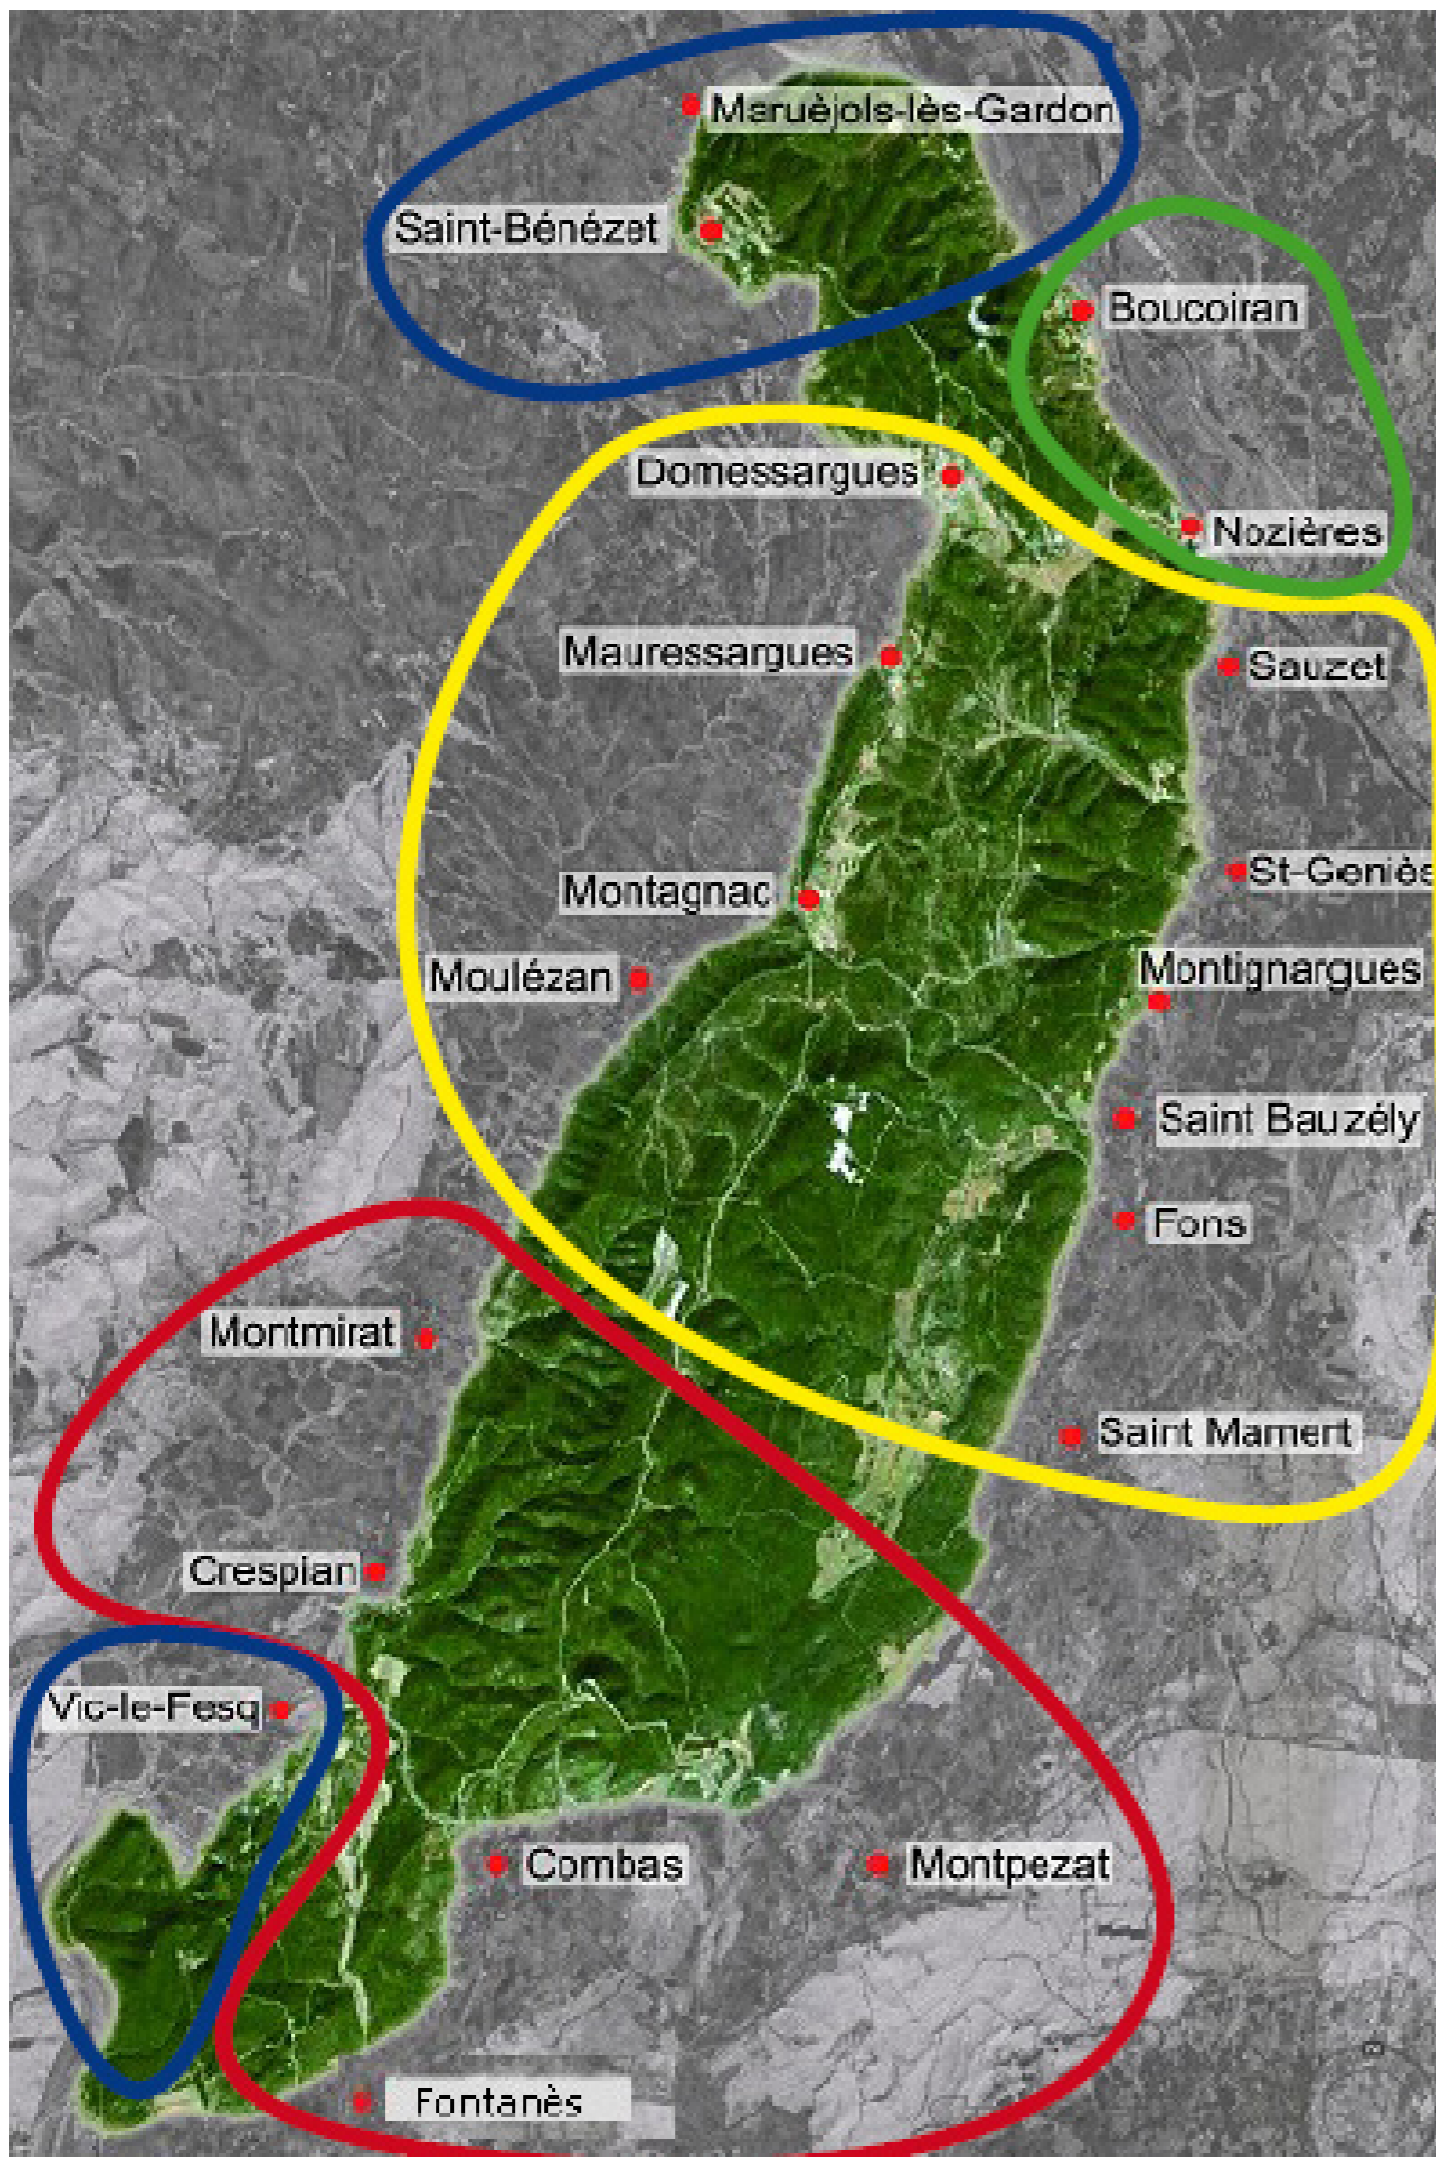 Maruèjols-lès-Gardon
Saint-Bénézet
Boucoiran
Domessargues
Nozières
Mauressargues
Sauzet
St-Geniès
Montagnac
Moulézan
Montignargues
Saint Bauzély
Fons
Montmirat
Saint Mamert
Crespian
Vic-le-Fesq
Combas
Montpezat
Fontanès